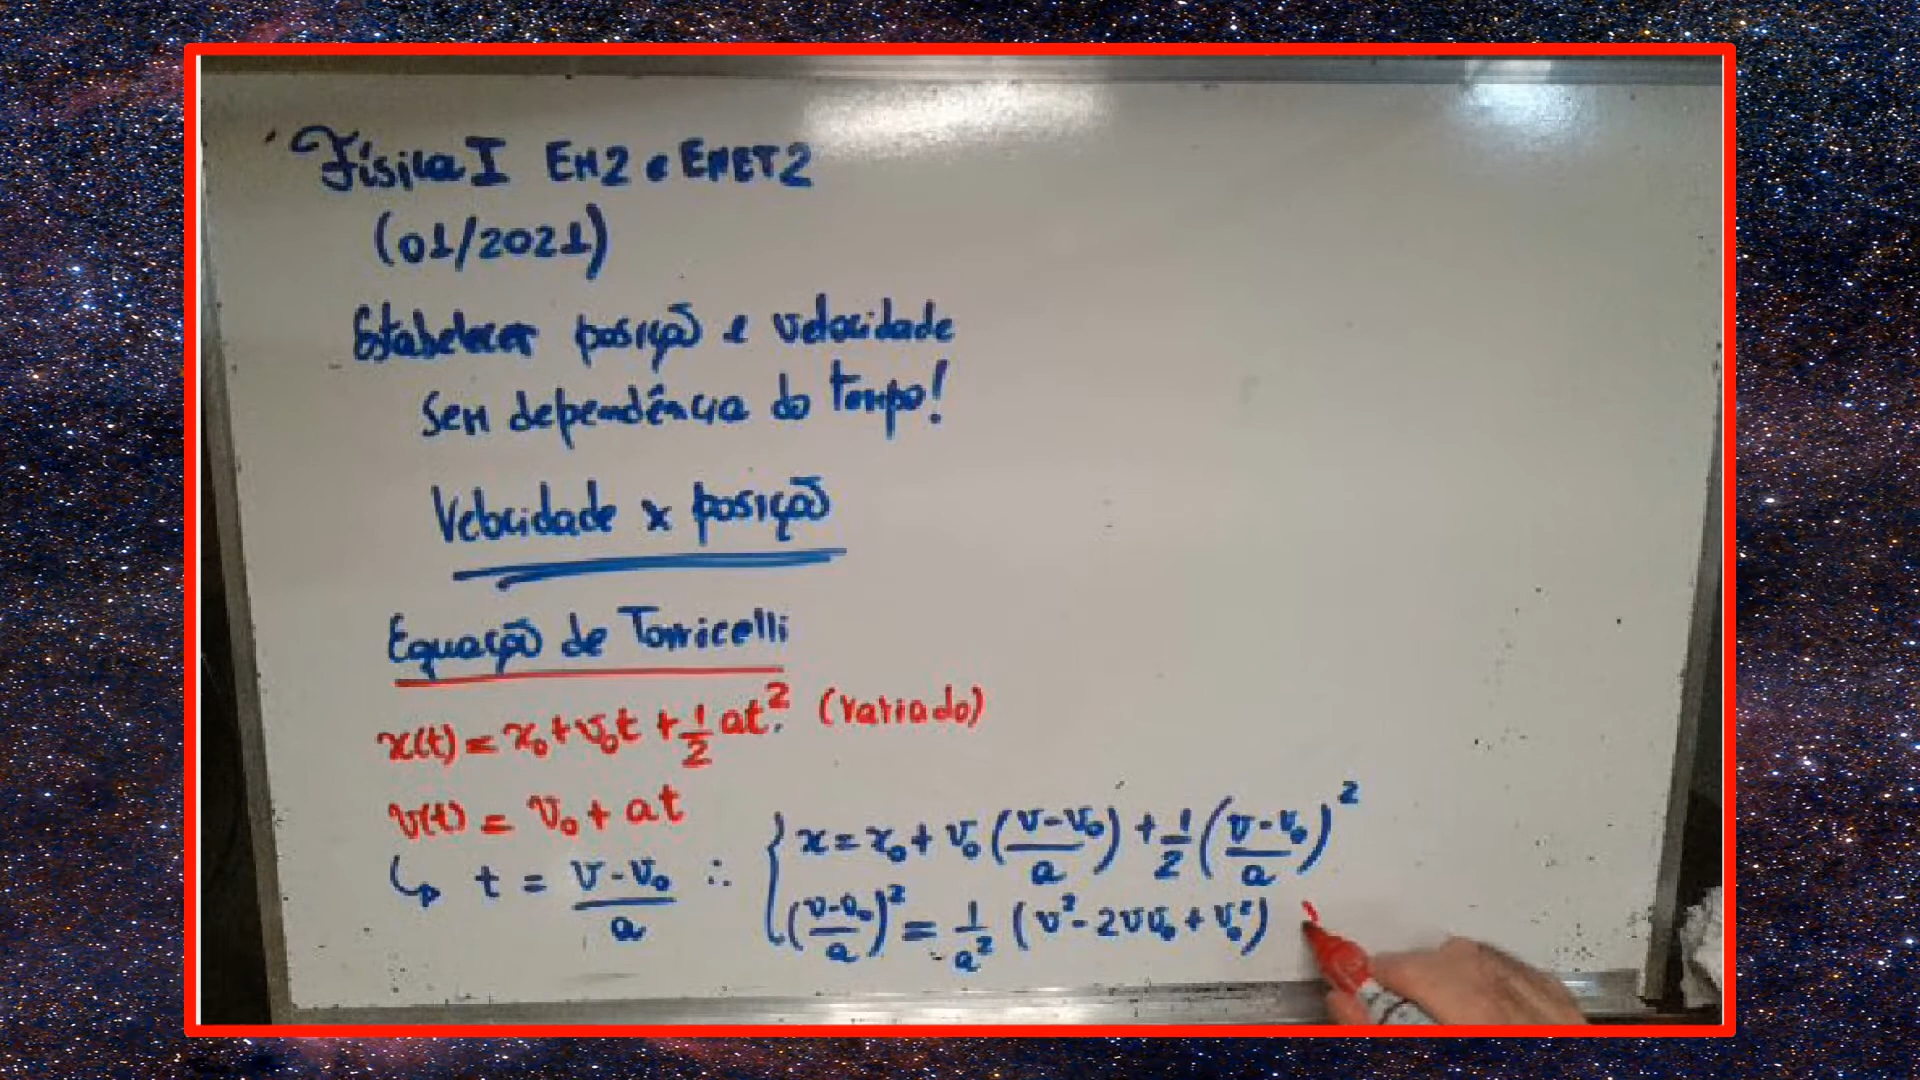 Física I EM2 e EMET2
(01/2021)
Estabelecer posição e velocidade
sem dependência do tempo!
Velocidade x posição
Equação de Torricelli
x(t) = x₀ + v₀t + 1/2 at² (variado)
v(t) = v₀ + at
↳ t = (v - v₀)/a ∴ { x = x₀ + v₀ ((v - v₀)/a) + 1/2 ((v - v₀)/a)²
((v - v₀)/a)² = 1/a² (v² - 2vv₀ + v₀²)